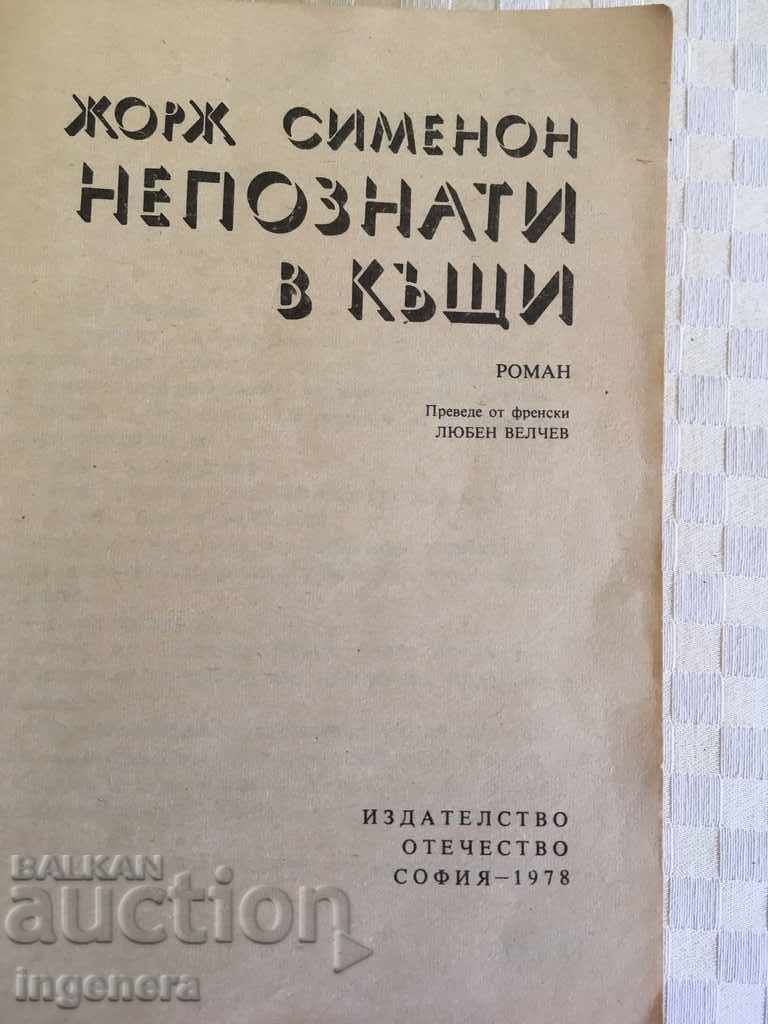 ЖОРЖ СИМЕНОН
НЕПОЗНАТИ
В КЪЩИ
РОМАН
Преведе от френски
ЛЮБЕН ВЕЛЧЕВ
ИЗДАТЕЛСТВО
ОТЕЧЕСТВО
СОФИЯ—1978
BALKAN
auction
ingenera